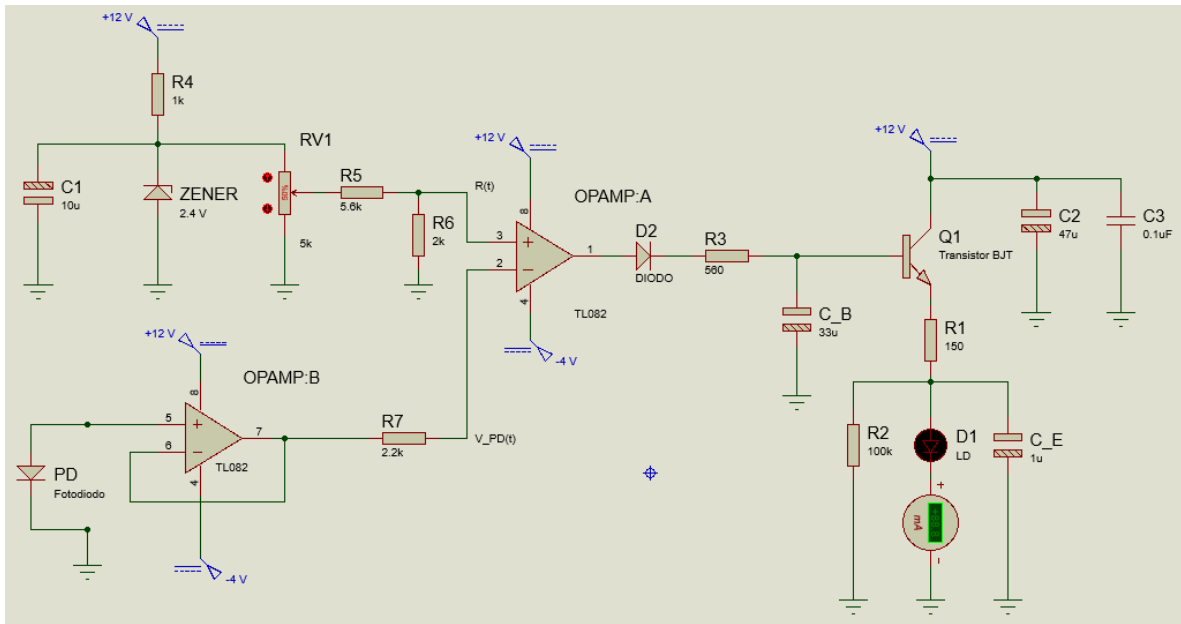 +12 V
R4
1k
C1
10u
ZENER
2.4 V
RV1
50%
5k
R5
5.6k
R6
2k
R(t)
+12 V
OPAMP:A
8
3
2
1
4
TL082
-4 V
D2
DIODO
R3
560
C_B
33u
+12 V
Q1
Transistor BJT
C2
47u
C3
0.1uF
R1
150
R2
100k
D1
LD
C_E
1u
+
mA
-
+12 V
OPAMP:B
8
5
6
7
4
TL082
-4 V
PD
Fotodiodo
R7
2.2k
V_PD(t)